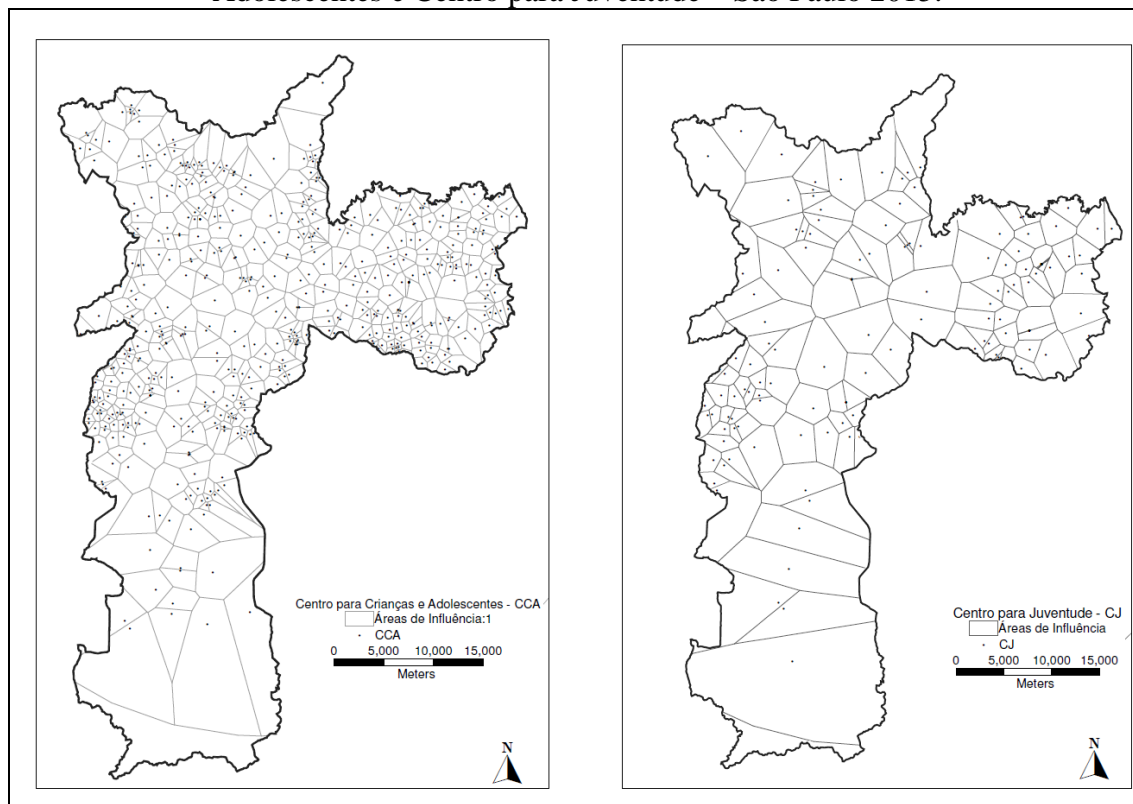 Adolescentes e Centro para Juventude – São Paulo 2015.
Centro para Crianças e Adolescentes - CCA
Áreas de Influência:1
CCA
0 5,000 10,000 15,000
Meters
N
Centro para Juventude - CJ
Áreas de Influência
CJ
0 5,000 10,000 15,000
Meters
N